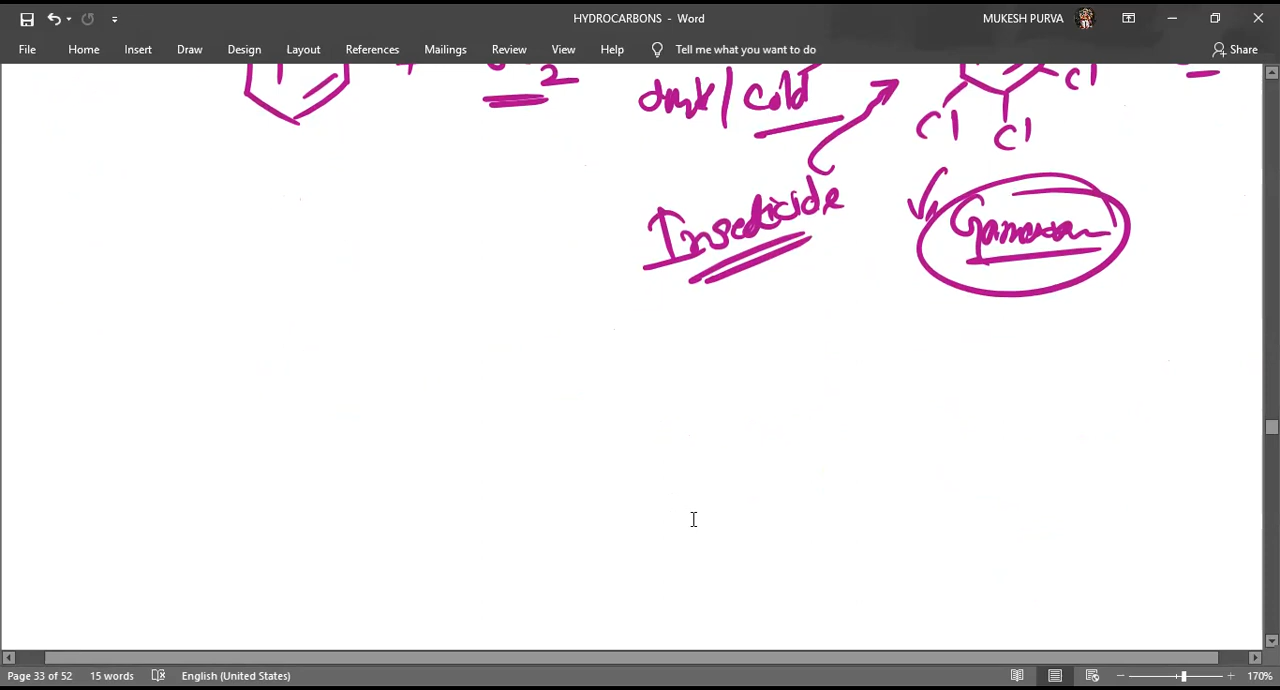 HYDROCARBONS - Word
MUKESH PURVA
File Home Insert Draw Design Layout References Mailings Review View Help Tell me what you want to do Share
2
Cl
dark / cold
Cl
Cl
Insecticide
Gamexan
Page 33 of 52 15 words English (United States) 170%